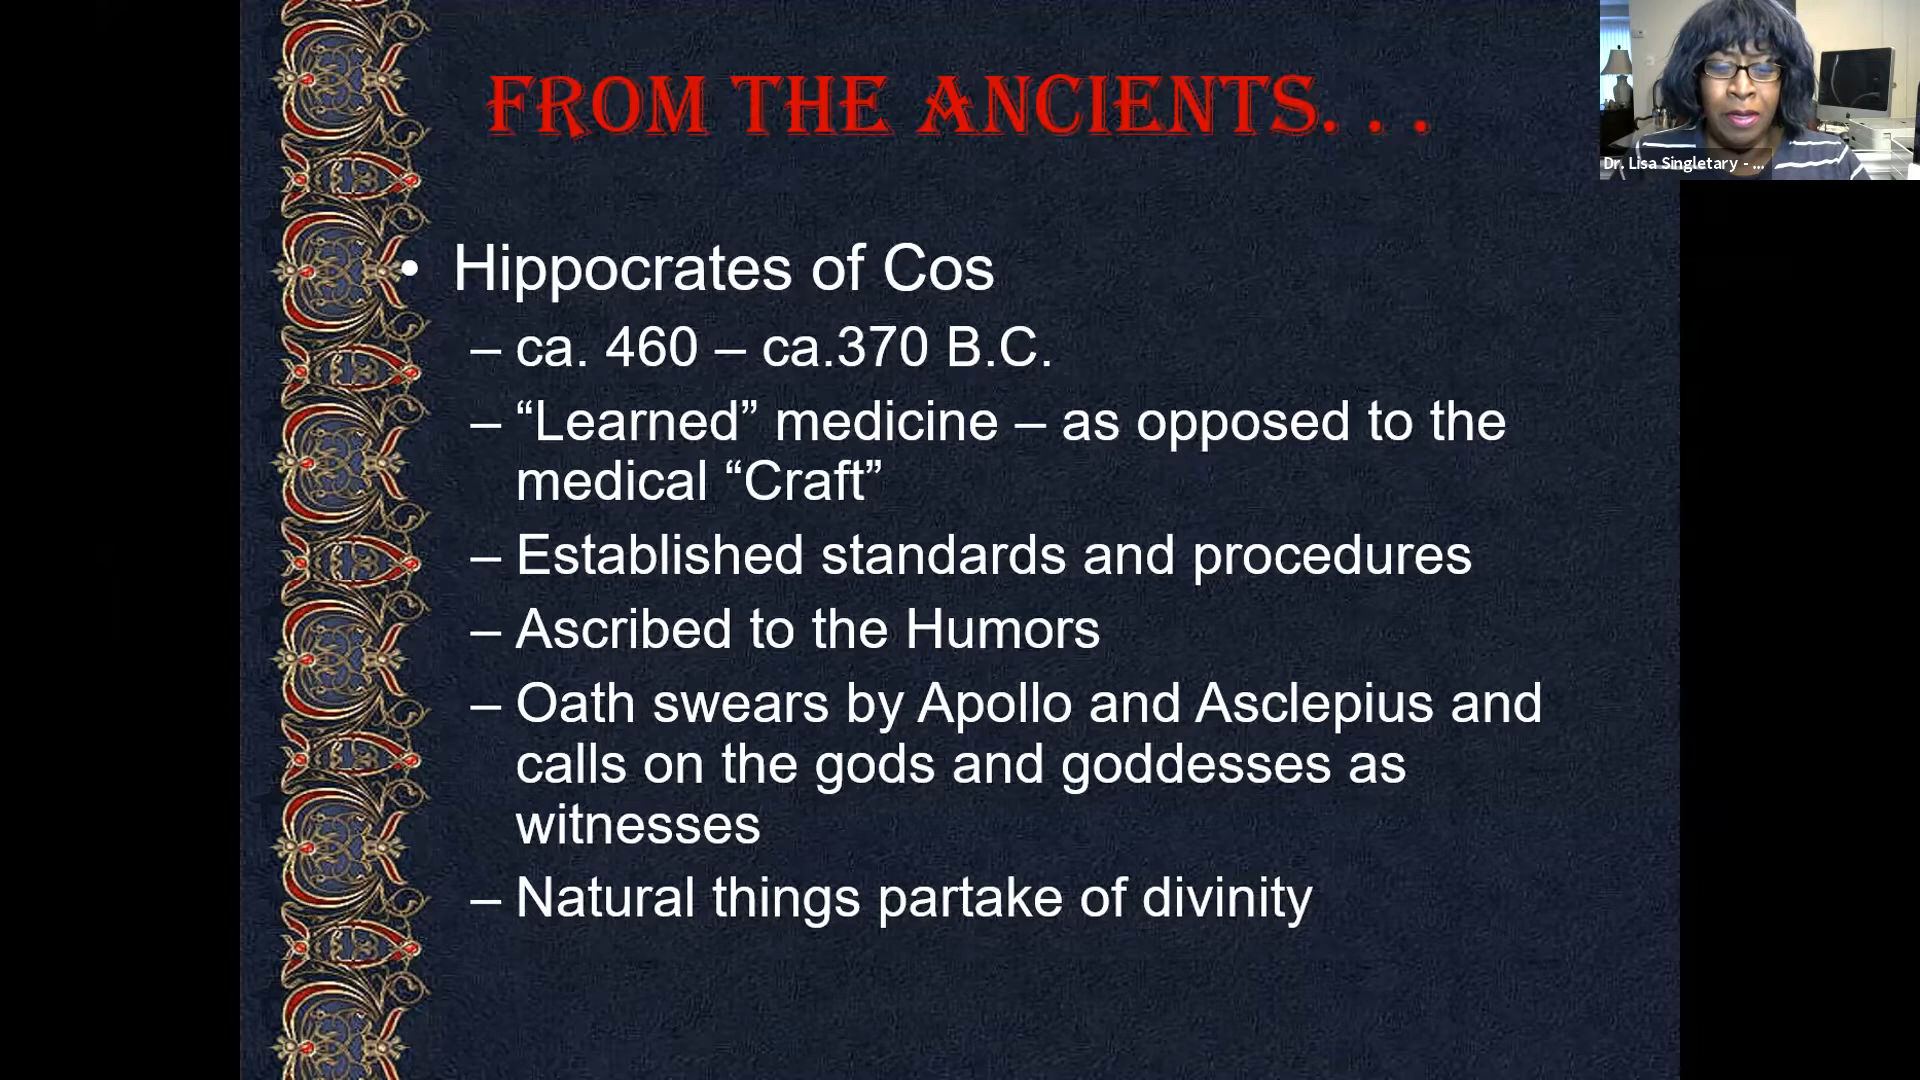 FROM THE ANCIENTS. . .
Dr. Lisa Singletary - ...
• Hippocrates of Cos
– ca. 460 – ca.370 B.C.
– “Learned” medicine – as opposed to the
medical “Craft”
– Established standards and procedures
– Ascribed to the Humors
– Oath swears by Apollo and Asclepius and
calls on the gods and goddesses as
witnesses
– Natural things partake of divinity